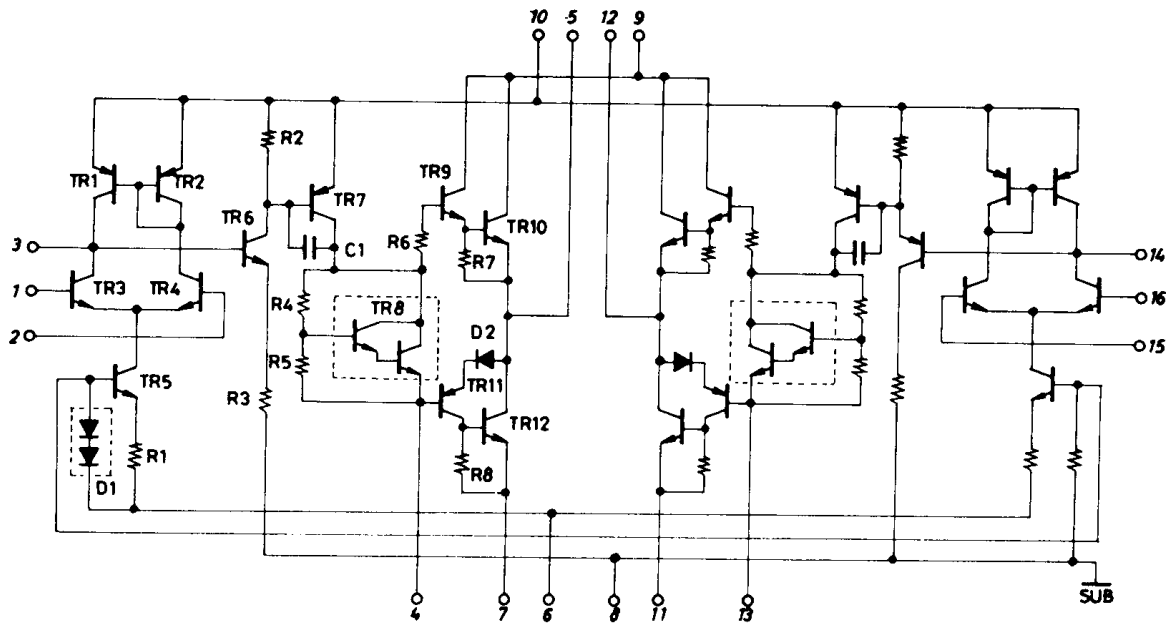 10 5 12 9
R2
TR1 TR2
TR7
TR9
TR6
TR10
R6
C1
R7
3
14
1
TR3 TR4
R4
TR8
16
2
D2
15
R5
TR5
R3
TR11
TR12
R1
R8
D1
4 7 6 8 11 13
SUB